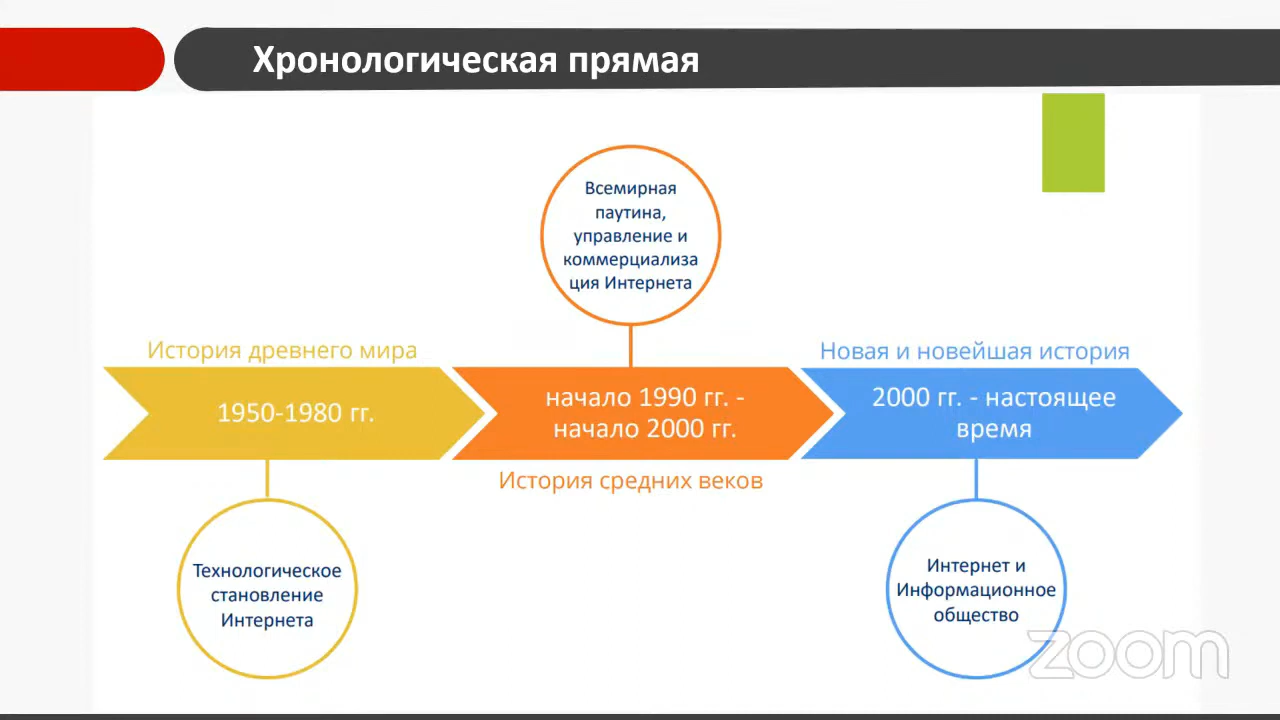 Хронологическая прямая
Всемирная
паутина,
управление и
коммерциализа
ция Интернета
История древнего мира
Новая и новейшая история
1950-1980 гг.
начало 1990 гг. -
начало 2000 гг.
2000 гг. - настоящее
время
История средних веков
Технологическое
становление
Интернета
Интернет и
Информационное
общество
zoom